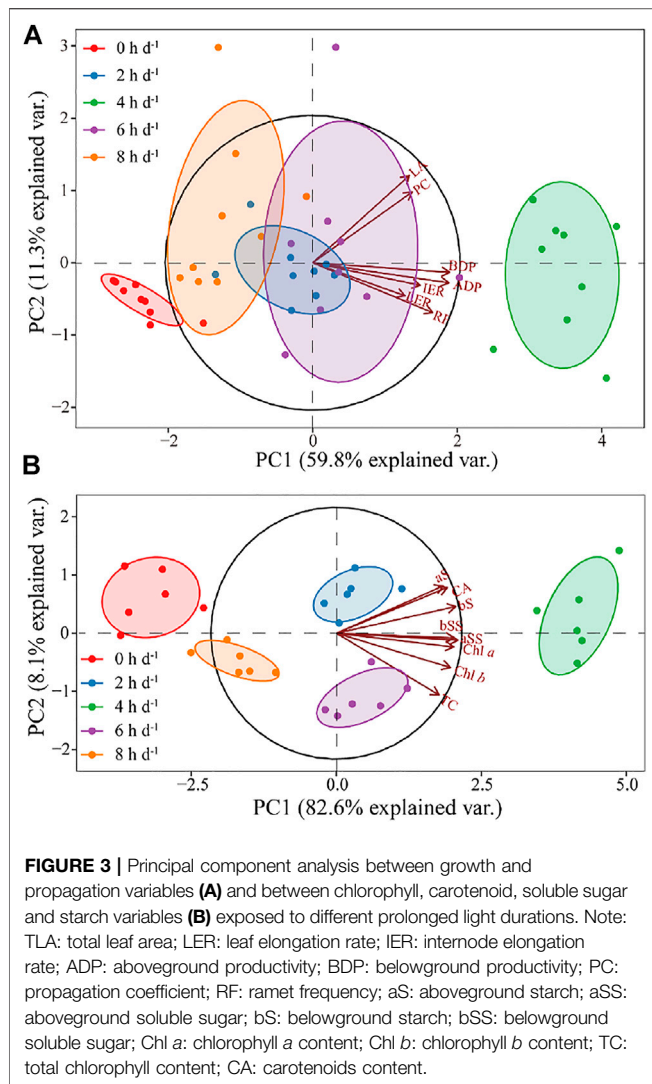 A
0 h d⁻¹
2 h d⁻¹
4 h d⁻¹
6 h d⁻¹
8 h d⁻¹
3
2
1
0
−1
−2
PC2 (11.3% explained var.)
LA
PC
BDP
ADP
IER
LER
RF
−2
0
2
4
PC1 (59.8% explained var.)
B
2
1
0
−1
−2
PC2 (8.1% explained var.)
aS
CA
bS
bSS
aSS
Chl a
Chl b
TC
0 h d⁻¹
2 h d⁻¹
4 h d⁻¹
6 h d⁻¹
8 h d⁻¹
−2.5
0.0
2.5
5.0
PC1 (82.6% explained var.)
FIGURE 3 | Principal component analysis between growth and
propagation variables (A) and between chlorophyll, carotenoid, soluble sugar
and starch variables (B) exposed to different prolonged light durations. Note:
TLA: total leaf area; LER: leaf elongation rate; IER: internode elongation
rate; ADP: aboveground productivity; BDP: belowground productivity; PC:
propagation coefficient; RF: ramet frequency; aS: aboveground starch; aSS:
aboveground soluble sugar; bS: belowground starch; bSS: belowground
soluble sugar; Chl a: chlorophyll a content; Chl b: chlorophyll b content; TC:
total chlorophyll content; CA: carotenoids content.